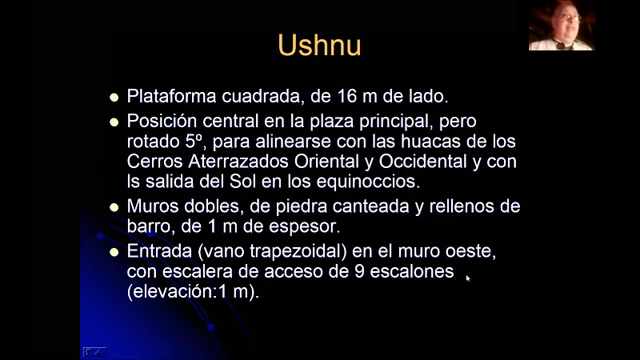 Ushnu
Plataforma cuadrada, de 16 m de lado.
Posición central en la plaza principal, pero
rotado 5º, para alinearse con las huacas de los
Cerros Aterrazados Oriental y Occidental y con
ls salida del Sol en los equinoccios.
Muros dobles, de piedra canteada y rellenos de
barro, de 1 m de espesor.
Entrada (vano trapezoidal) en el muro oeste,
con escalera de acceso de 9 escalones
(elevación:1 m).